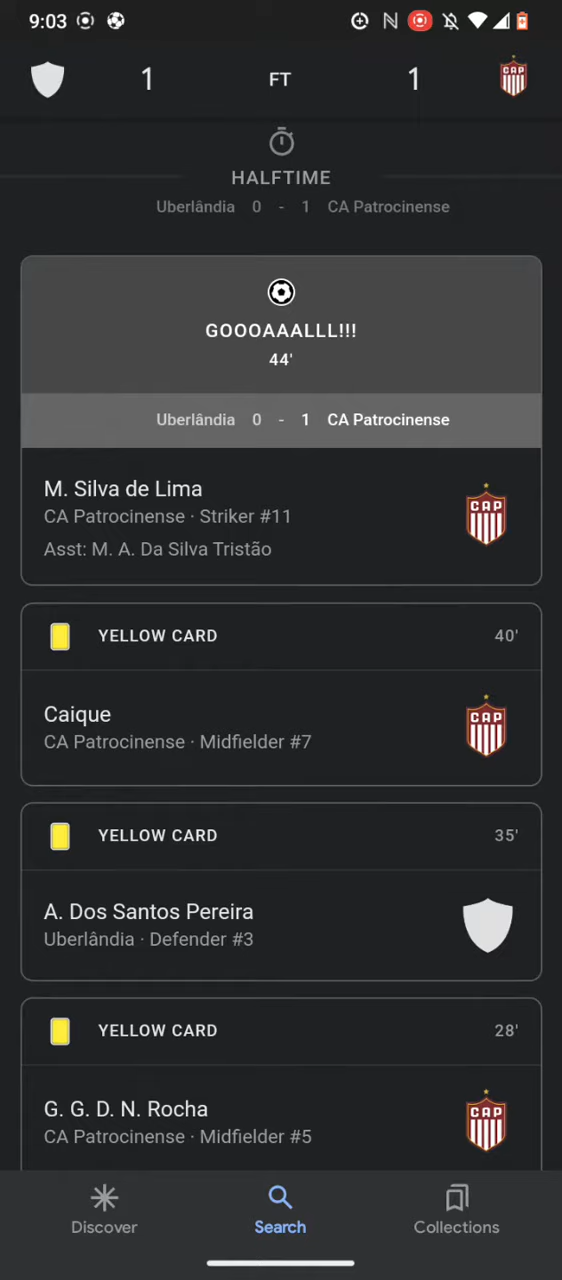 9:03
1 FT 1
HALFTIME
Uberlândia 0 - 1 CA Patrocinense
GOOOAAALLL!!!
44'
Uberlândia 0 - 1 CA Patrocinense
M. Silva de Lima
CA Patrocinense · Striker #11
Asst: M. A. Da Silva Tristão
CAP
YELLOW CARD 40'
Caique
CA Patrocinense · Midfielder #7
CAP
YELLOW CARD 35'
A. Dos Santos Pereira
Uberlândia · Defender #3
YELLOW CARD 28'
G. G. D. N. Rocha
CA Patrocinense · Midfielder #5
CAP
Discover Search Collections